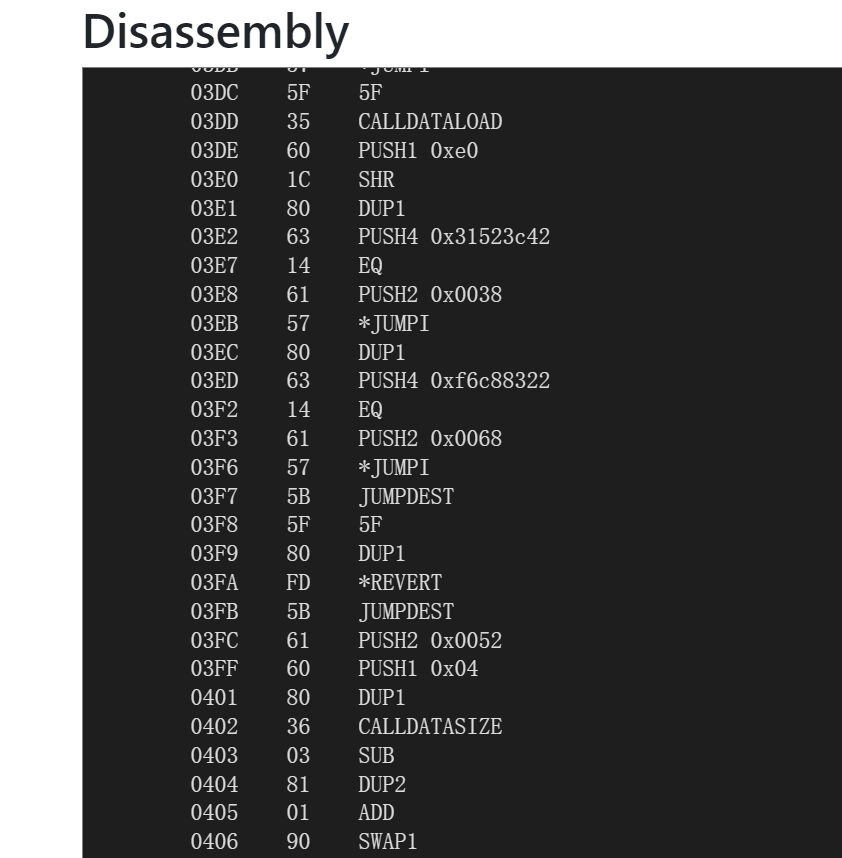 Disassembly
03DC 5F 5F
03DD 35 CALLDATALOAD
03DE 60 PUSH1 0xe0
03E0 1C SHR
03E1 80 DUP1
03E2 63 PUSH4 0x31523c42
03E7 14 EQ
03E8 61 PUSH2 0x0038
03EB 57 *JUMPI
03EC 80 DUP1
03ED 63 PUSH4 0xf6c88322
03F2 14 EQ
03F3 61 PUSH2 0x0068
03F6 57 *JUMPI
03F7 5B JUMPDEST
03F8 5F 5F
03F9 80 DUP1
03FA FD *REVERT
03FB 5B JUMPDEST
03FC 61 PUSH2 0x0052
03FF 60 PUSH1 0x04
0401 80 DUP1
0402 36 CALLDATASIZE
0403 03 SUB
0404 81 DUP2
0405 01 ADD
0406 90 SWAP1